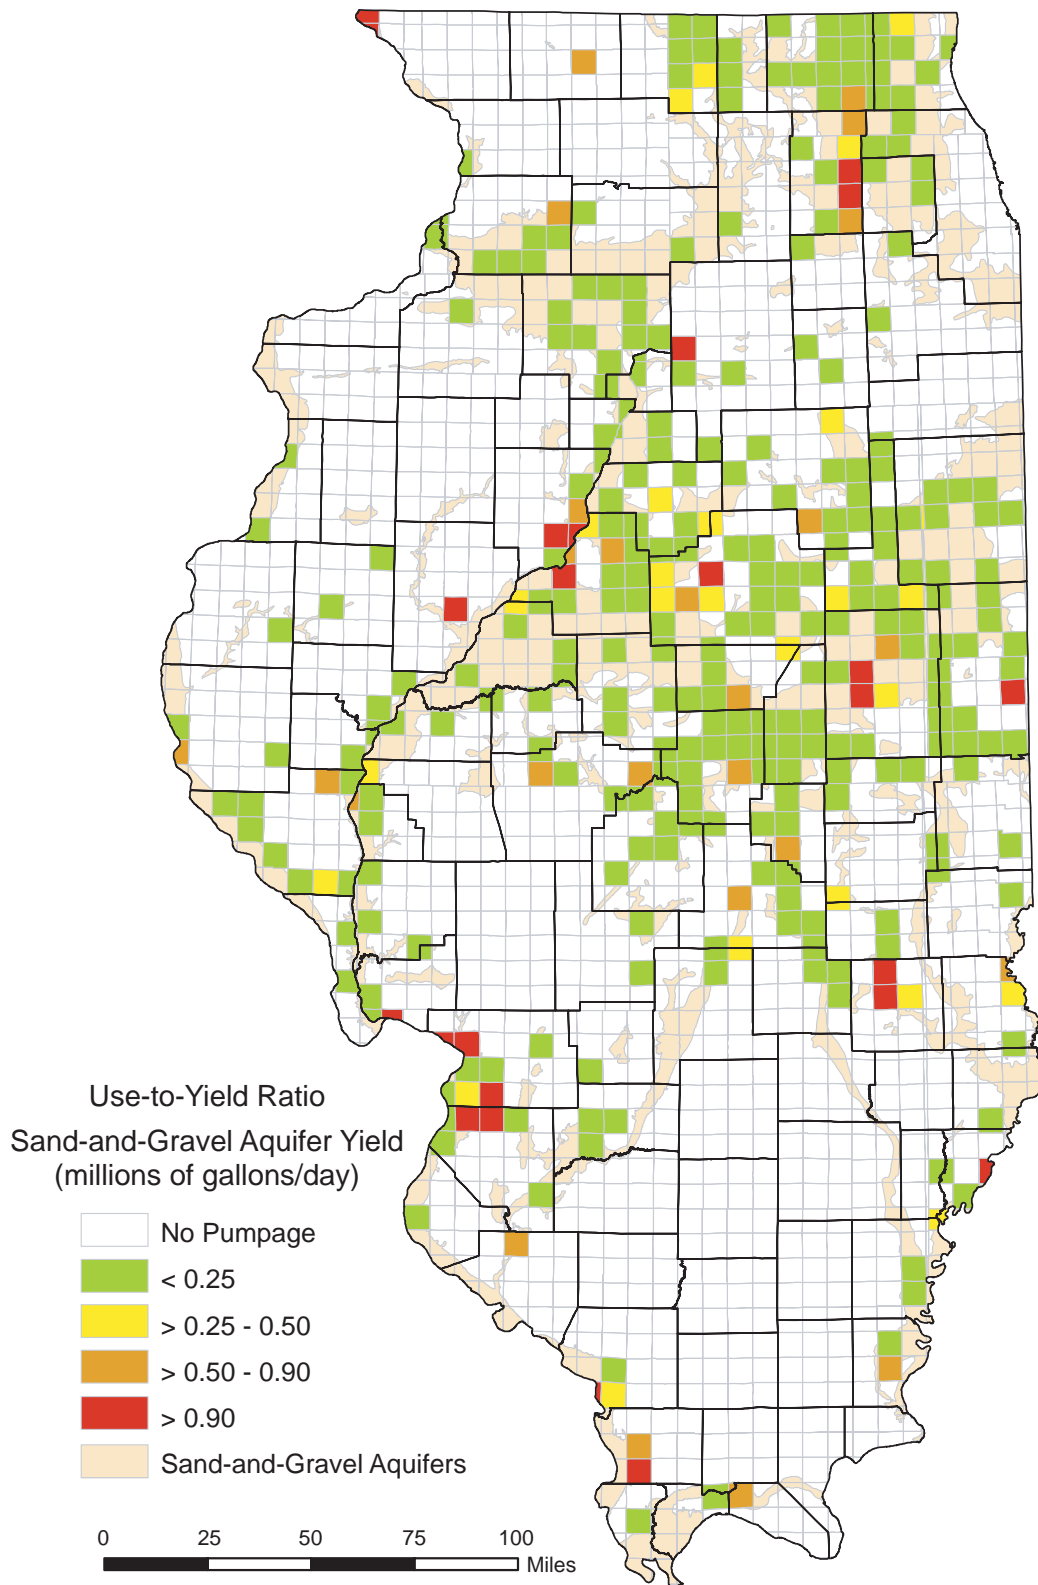 Use-to-Yield Ratio
Sand-and-Gravel Aquifer Yield
(millions of gallons/day)
No Pumpage
< 0.25
> 0.25 - 0.50
> 0.50 - 0.90
> 0.90
Sand-and-Gravel Aquifers
0 25 50 75 100
Miles